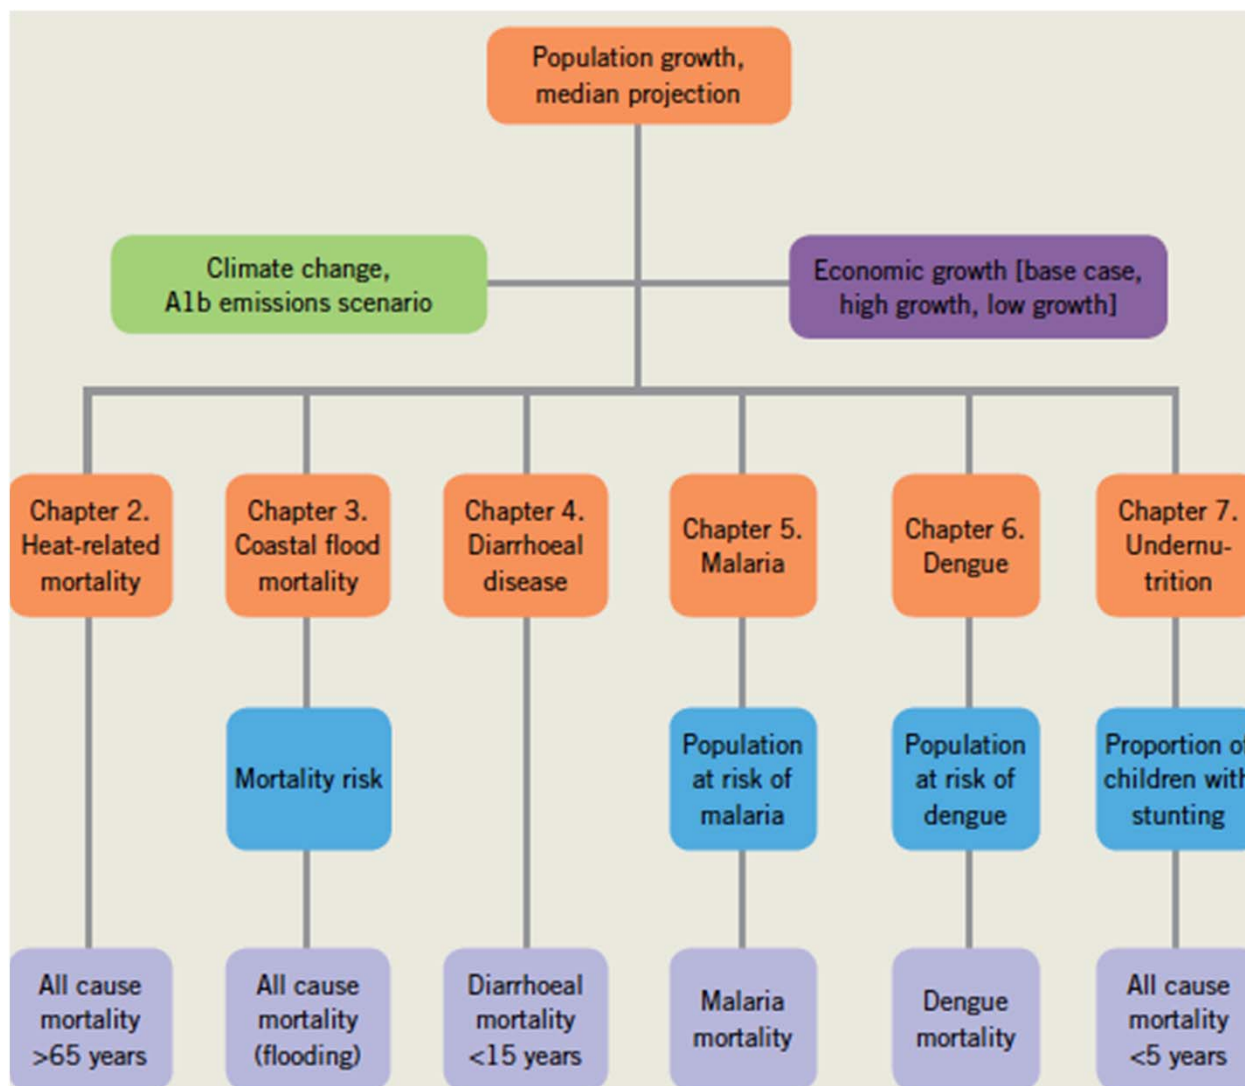 Population growth,
median projection
Climate change,
A1b emissions scenario
Economic growth [base case,
high growth, low growth]
Chapter 2.
Heat-related
mortality
Chapter 3.
Coastal flood
mortality
Chapter 4.
Diarrhoeal
disease
Chapter 5.
Malaria
Chapter 6.
Dengue
Chapter 7.
Undernu-
trition
Mortality risk
Population
at risk of
malaria
Population
at risk of
dengue
Proportion of
children with
stunting
All cause
mortality
>65 years
All cause
mortality
(flooding)
Diarrhoeal
mortality
<15 years
Malaria
mortality
Dengue
mortality
All cause
mortality
<5 years